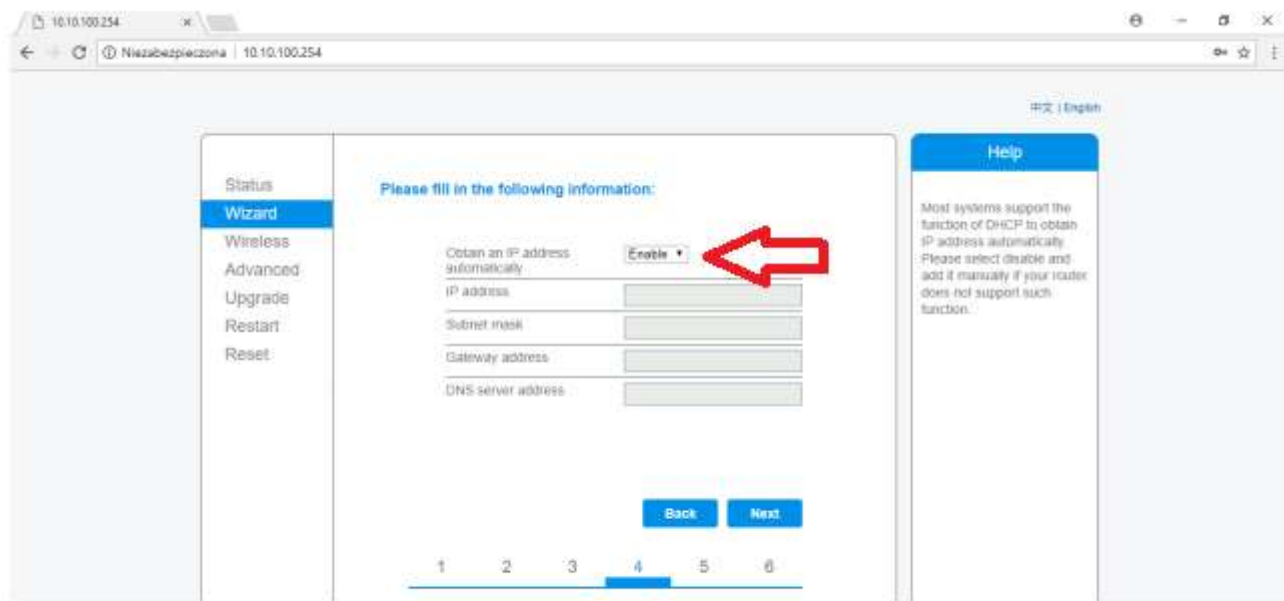 10.10.100.254
Niezabezpieczona | 10.10.100.254
中文 | English
Status
Wizard
Wireless
Advanced
Upgrade
Restart
Reset
Please fill in the following information:
Obtain an IP address
automatically
Enable
IP address
Subnet mask
Gateway address
DNS server address
Back
Next
1 2 3 4 5 6
Help
Most systems support the
function of DHCP to obtain
IP address automatically.
Please select disable and
add it manually if your router
does not support such
function.